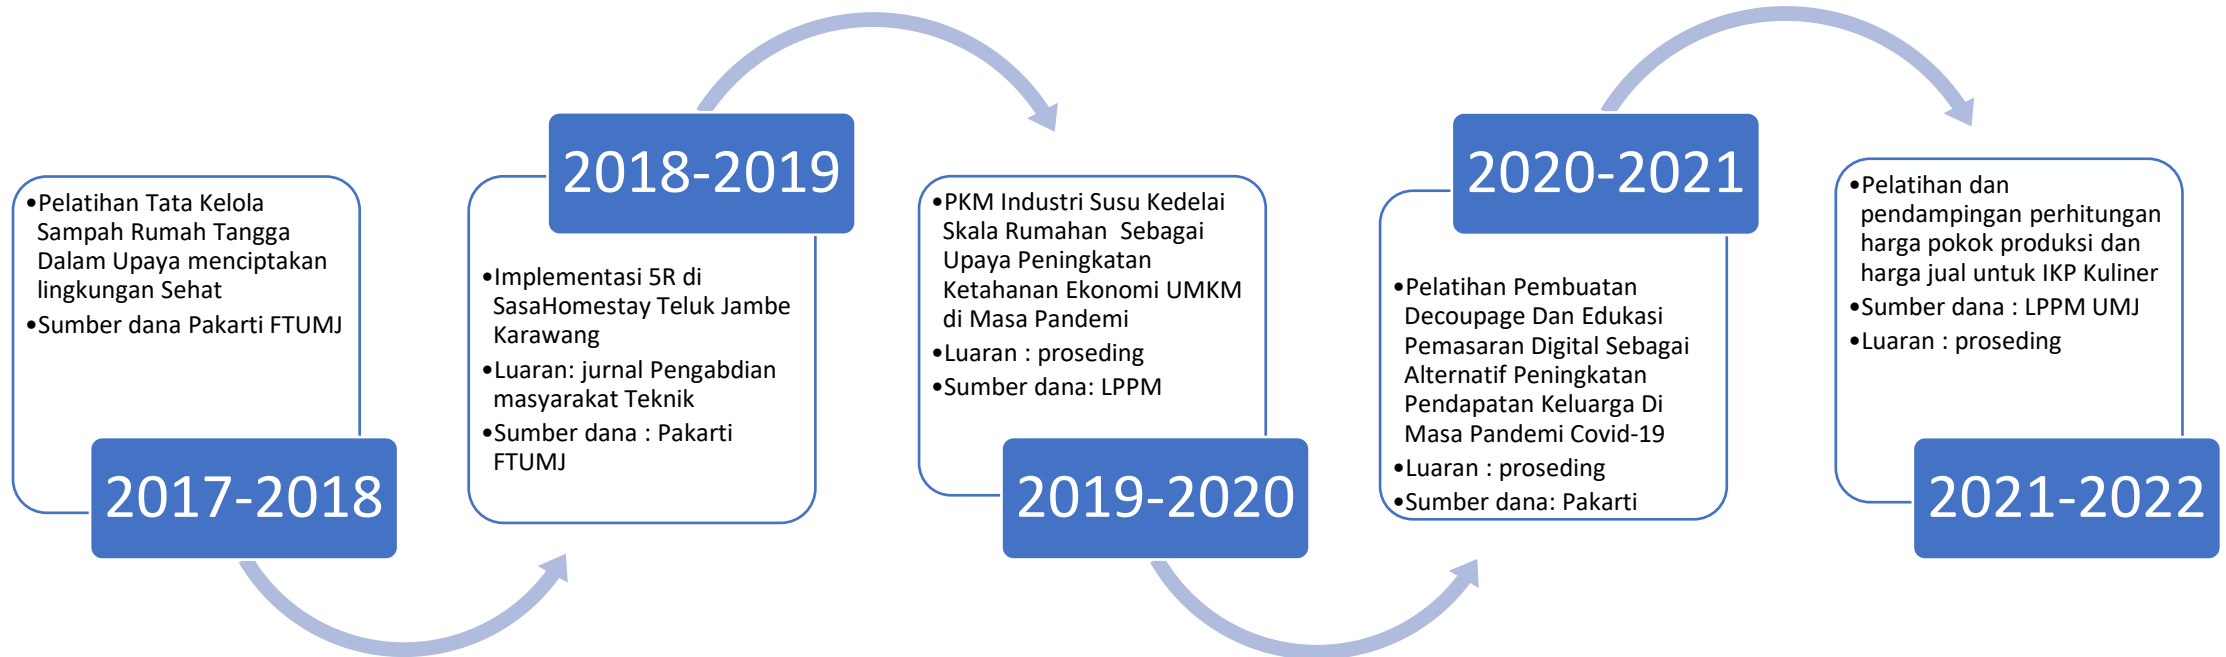 •Pelatihan Tata Kelola
Sampah Rumah Tangga
Dalam Upaya menciptakan
lingkungan Sehat
•Sumber dana Pakarti FTUMJ
2017-2018
2018-2019
•Implementasi 5R di
SasaHomestay Teluk Jambe
Karawang
•Luaran: jurnal Pengabdian
masyarakat Teknik
•Sumber dana : Pakarti
FTUMJ
•PKM Industri Susu Kedelai
Skala Rumahan  Sebagai
Upaya Peningkatan
Ketahanan Ekonomi UMKM
di Masa Pandemi
•Luaran : proseding
•Sumber dana: LPPM
2019-2020
2020-2021
•Pelatihan Pembuatan
Decoupage Dan Edukasi
Pemasaran Digital Sebagai
Alternatif Peningkatan
Pendapatan Keluarga Di
Masa Pandemi Covid-19
•Luaran : proseding
•Sumber dana: Pakarti
•Pelatihan dan
pendampingan perhitungan
harga pokok produksi dan
harga jual untuk IKP Kuliner
•Sumber dana : LPPM UMJ
•Luaran : proseding
2021-2022